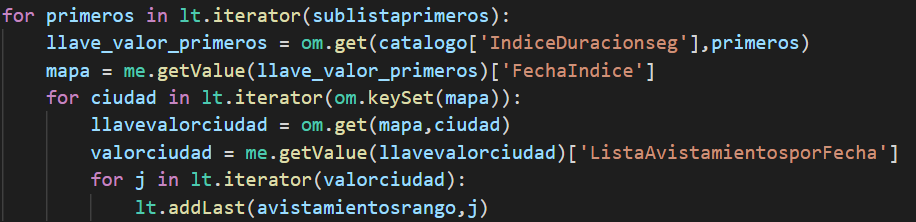 for primeros in lt.iterator(sublistaprimeros):
    llave_valor_primeros = om.get(catalogo['IndiceDuracionseg'],primeros)
    mapa = me.getValue(llave_valor_primeros)['FechaIndice']
    for ciudad in lt.iterator(om.keySet(mapa)):
        llavevalorciudad = om.get(mapa,ciudad)
        valorciudad = me.getValue(llavevalorciudad)['ListaAvistamientosporFecha']
        for j in lt.iterator(valorciudad):
            lt.addLast(avistamientosrango,j)